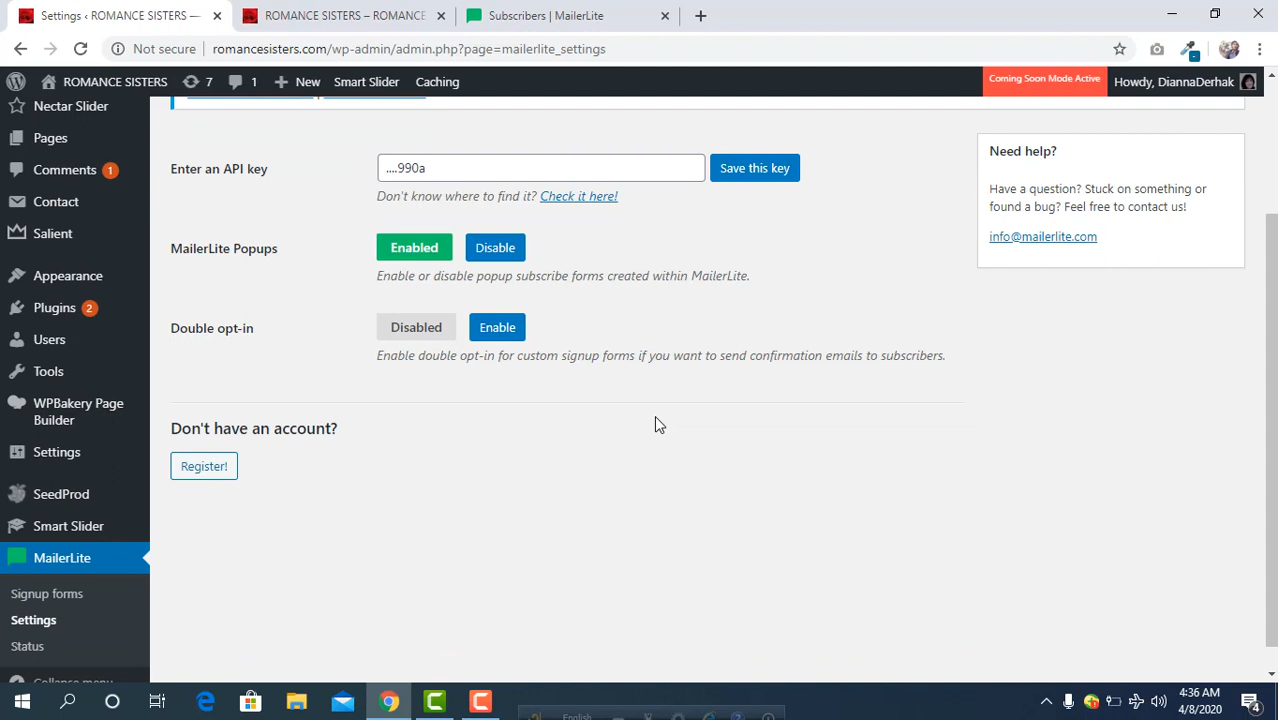 Settings ‹ ROMANCE SISTERS —
ROMANCE SISTERS – ROMANCE
Subscribers | MailerLite
Not secure
romancesisters.com/wp-admin/admin.php?page=mailerlite_settings
ROMANCE SISTERS
7
1
New
Smart Slider
Caching
Coming Soon Mode Active
Howdy, DiannaDerhak
Nectar Slider
Pages
Comments 1
Contact
Salient
Appearance
Plugins 2
Users
Tools
WPBakery Page
Builder
Settings
SeedProd
Smart Slider
MailerLite
Signup forms
Settings
Status
Collapse menu
Enter an API key
....990a
Save this key
Don't know where to find it? Check it here!
MailerLite Popups
Enabled
Disable
Enable or disable popup subscribe forms created within MailerLite.
Double opt-in
Disabled
Enable
Enable double opt-in for custom signup forms if you want to send confirmation emails to subscribers.
Don't have an account?
Register!
Need help?
Have a question? Stuck on something or
found a bug? Feel free to contact us!
info@mailerlite.com
English
4:36 AM
4/8/2020
4